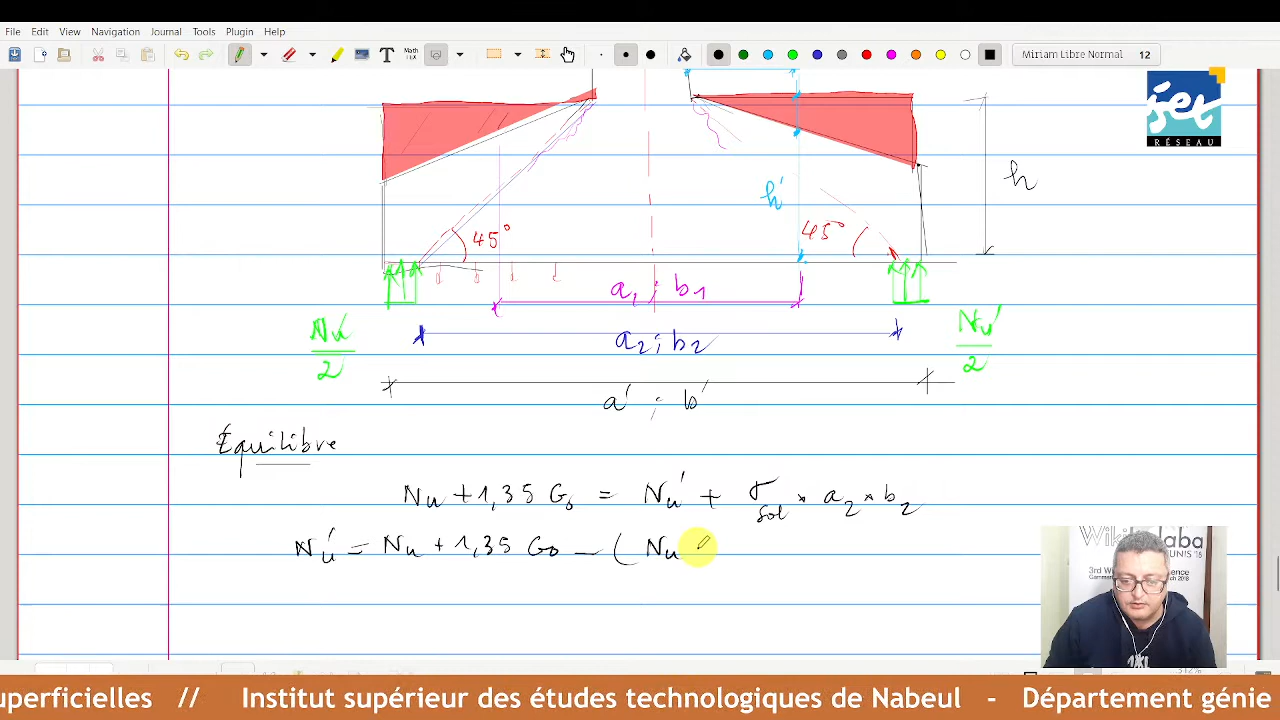 File Edit View Navigation Journal Tools Plugin Help
Miriam Libre Normal 12
iset
RÉSEAU
h
h'
45°
45°
a1 ; b1
Nu'/2
Nu'/2
a2 ; b2
a' ; b'
Équilibre
Nu + 1,35 G0 = Nu' + σsol * a2 * b2
Nu' = Nu + 1,35 G0 - ( Nu
3rd
uperficielles // Institut supérieur des études technologiques de Nabeul - Département génie